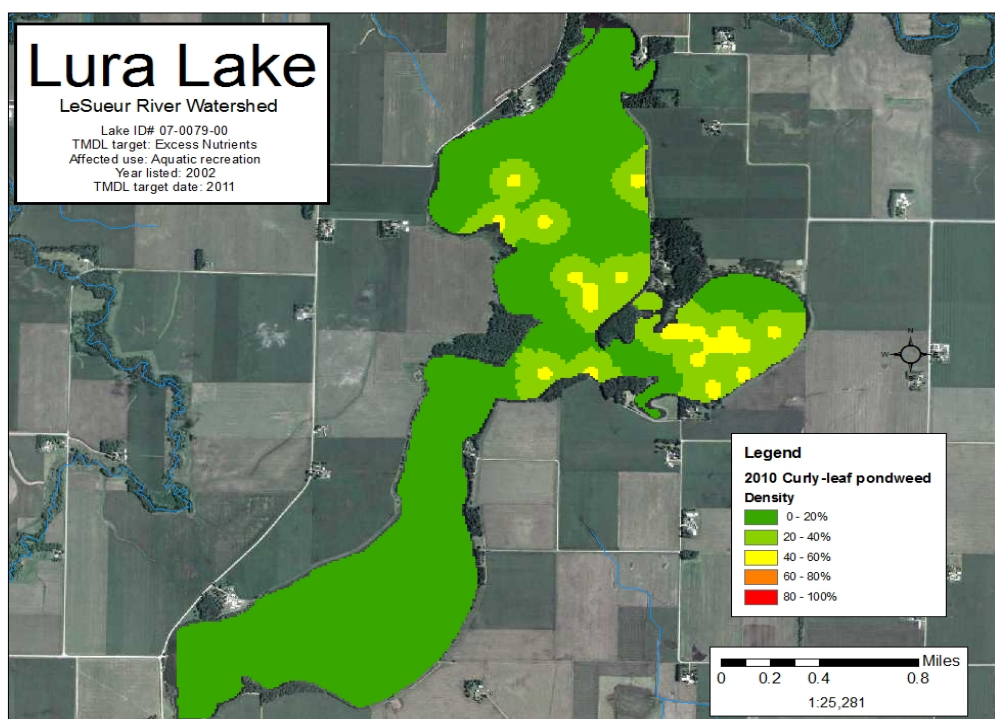 Lura Lake
LeSueur River Watershed
Lake ID# 07-0079-00
TMDL target: Excess Nutrients
Affected use: Aquatic recreation
Year listed: 2002
TMDL target date: 2011
N
W
S
Legend
2010 Curly-leaf pondweed
Density
0 - 20%
20 - 40%
40 - 60%
60 - 80%
80 - 100%
Miles
0 0.2 0.4 0.8
1:25,281